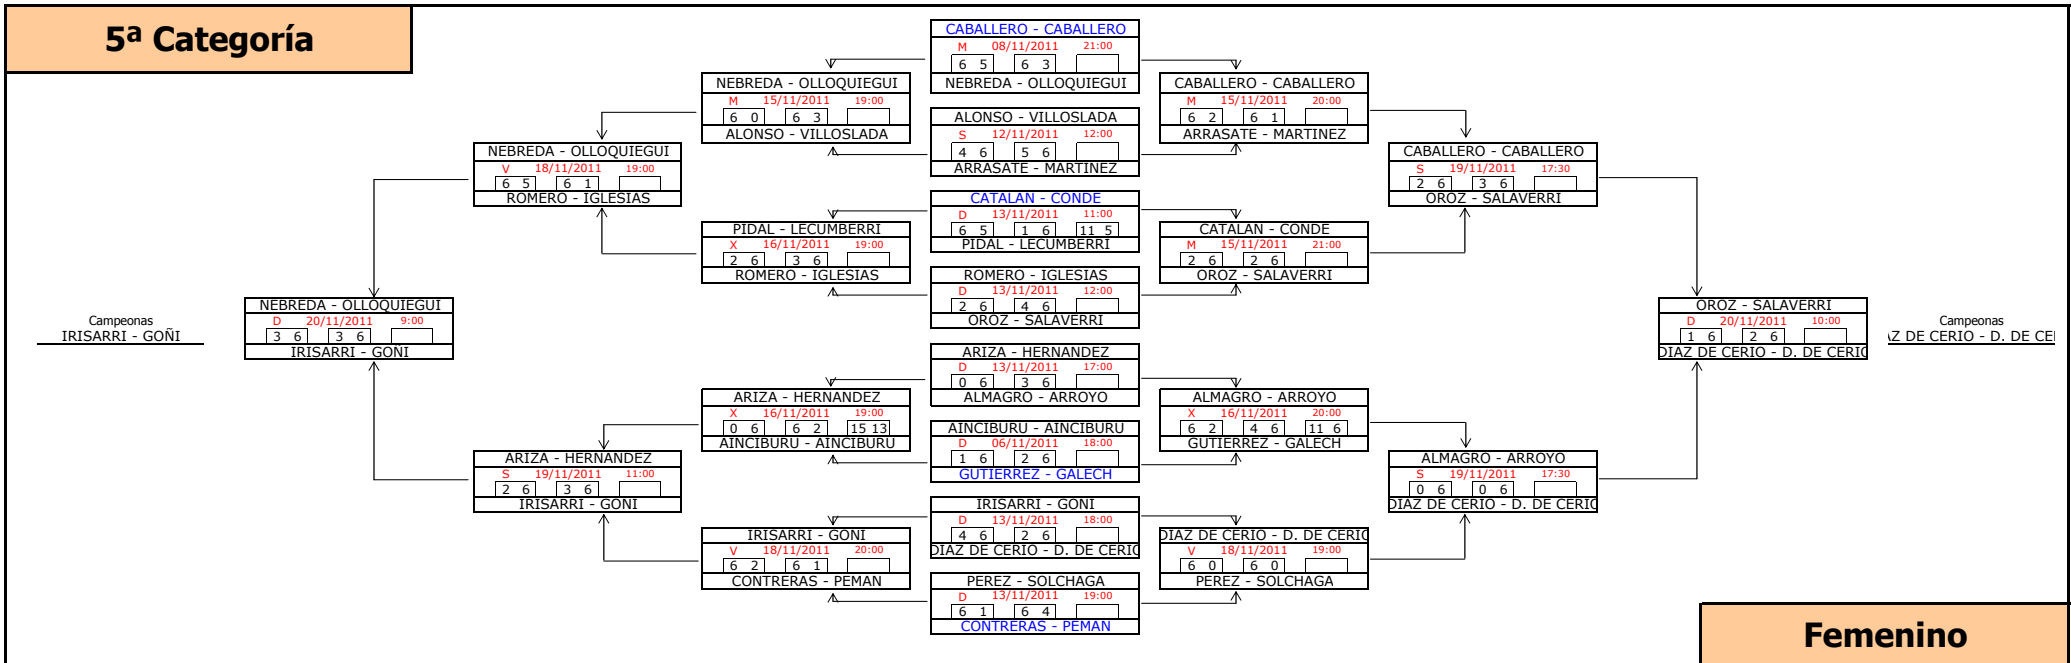 5ª Categoría
CABALLERO - CABALLERO
M 08/11/2011 21:00
6 5 6 3
NEBREDA - OLLOQUIEGUI
ALONSO - VILLOSLADA
S 12/11/2011 12:00
4 6 5 6
ARRASATE - MARTINEZ
CATALAN - CONDE
D 13/11/2011 11:00
6 5 1 6 11 5
PIDAL - LECUMBERRI
ROMERO - IGLESIAS
D 13/11/2011 12:00
2 6 4 6
OROZ - SALAVERRI
ARIZA - HERNANDEZ
D 13/11/2011 17:00
0 6 3 6
ALMAGRO - ARROYO
AINCIBURU - AINCIBURU
D 06/11/2011 18:00
1 6 2 6
GUTIERREZ - GALECH
IRISARRI - GOÑI
D 13/11/2011 18:00
4 6 2 6
DIAZ DE CERIO - D. DE CERIO
PEREZ - SOLCHAGA
D 13/11/2011 19:00
6 1 6 4
CONTRERAS - PEMAN
NEBREDA - OLLOQUIEGUI
M 15/11/2011 19:00
6 0 6 3
ALONSO - VILLOSLADA
PIDAL - LECUMBERRI
X 16/11/2011 19:00
2 6 3 6
ROMERO - IGLESIAS
ARIZA - HERNANDEZ
X 16/11/2011 19:00
0 6 6 2 15 13
AINCIBURU - AINCIBURU
IRISARRI - GOÑI
V 18/11/2011 20:00
6 2 6 1
CONTRERAS - PEMAN
NEBREDA - OLLOQUIEGUI
V 18/11/2011 19:00
6 5 6 1
ROMERO - IGLESIAS
ARIZA - HERNANDEZ
S 19/11/2011 11:00
2 6 3 6
IRISARRI - GOÑI
NEBREDA - OLLOQUIEGUI
D 20/11/2011 9:00
3 6 3 6
IRISARRI - GOÑI
Campeonas
IRISARRI - GOÑI
CABALLERO - CABALLERO
M 15/11/2011 20:00
6 2 6 1
ARRASATE - MARTINEZ
CATALAN - CONDE
M 15/11/2011 21:00
2 6 2 6
OROZ - SALAVERRI
ALMAGRO - ARROYO
X 16/11/2011 20:00
6 2 4 6 11 6
GUTIERREZ - GALECH
DIAZ DE CERIO - D. DE CERIO
V 18/11/2011 19:00
6 0 6 0
PEREZ - SOLCHAGA
CABALLERO - CABALLERO
S 19/11/2011 17:30
2 6 3 6
OROZ - SALAVERRI
ALMAGRO - ARROYO
S 19/11/2011 17:30
0 6 0 6
DIAZ DE CERIO - D. DE CERIO
OROZ - SALAVERRI
D 20/11/2011 10:00
1 6 2 6
DIAZ DE CERIO - D. DE CERIO
Campeonas
AZ DE CERIO - D. DE CE
Femenino